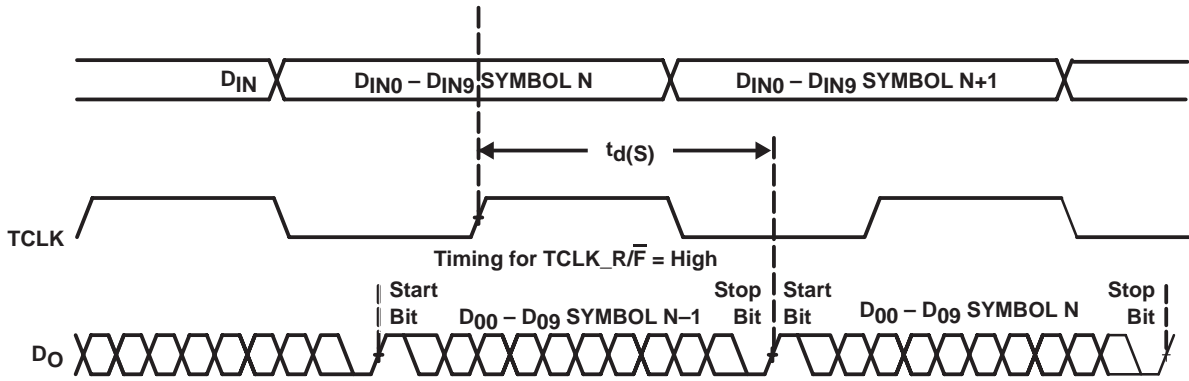 DIN
DIN0 – DIN9 SYMBOL N
DIN0 – DIN9 SYMBOL N+1
td(S)
TCLK
Timing for TCLK_R/F̅ = High
Start Bit
D00 – D09 SYMBOL N–1
Stop Bit
Start Bit
D00 – D09 SYMBOL N
Stop Bit
DO